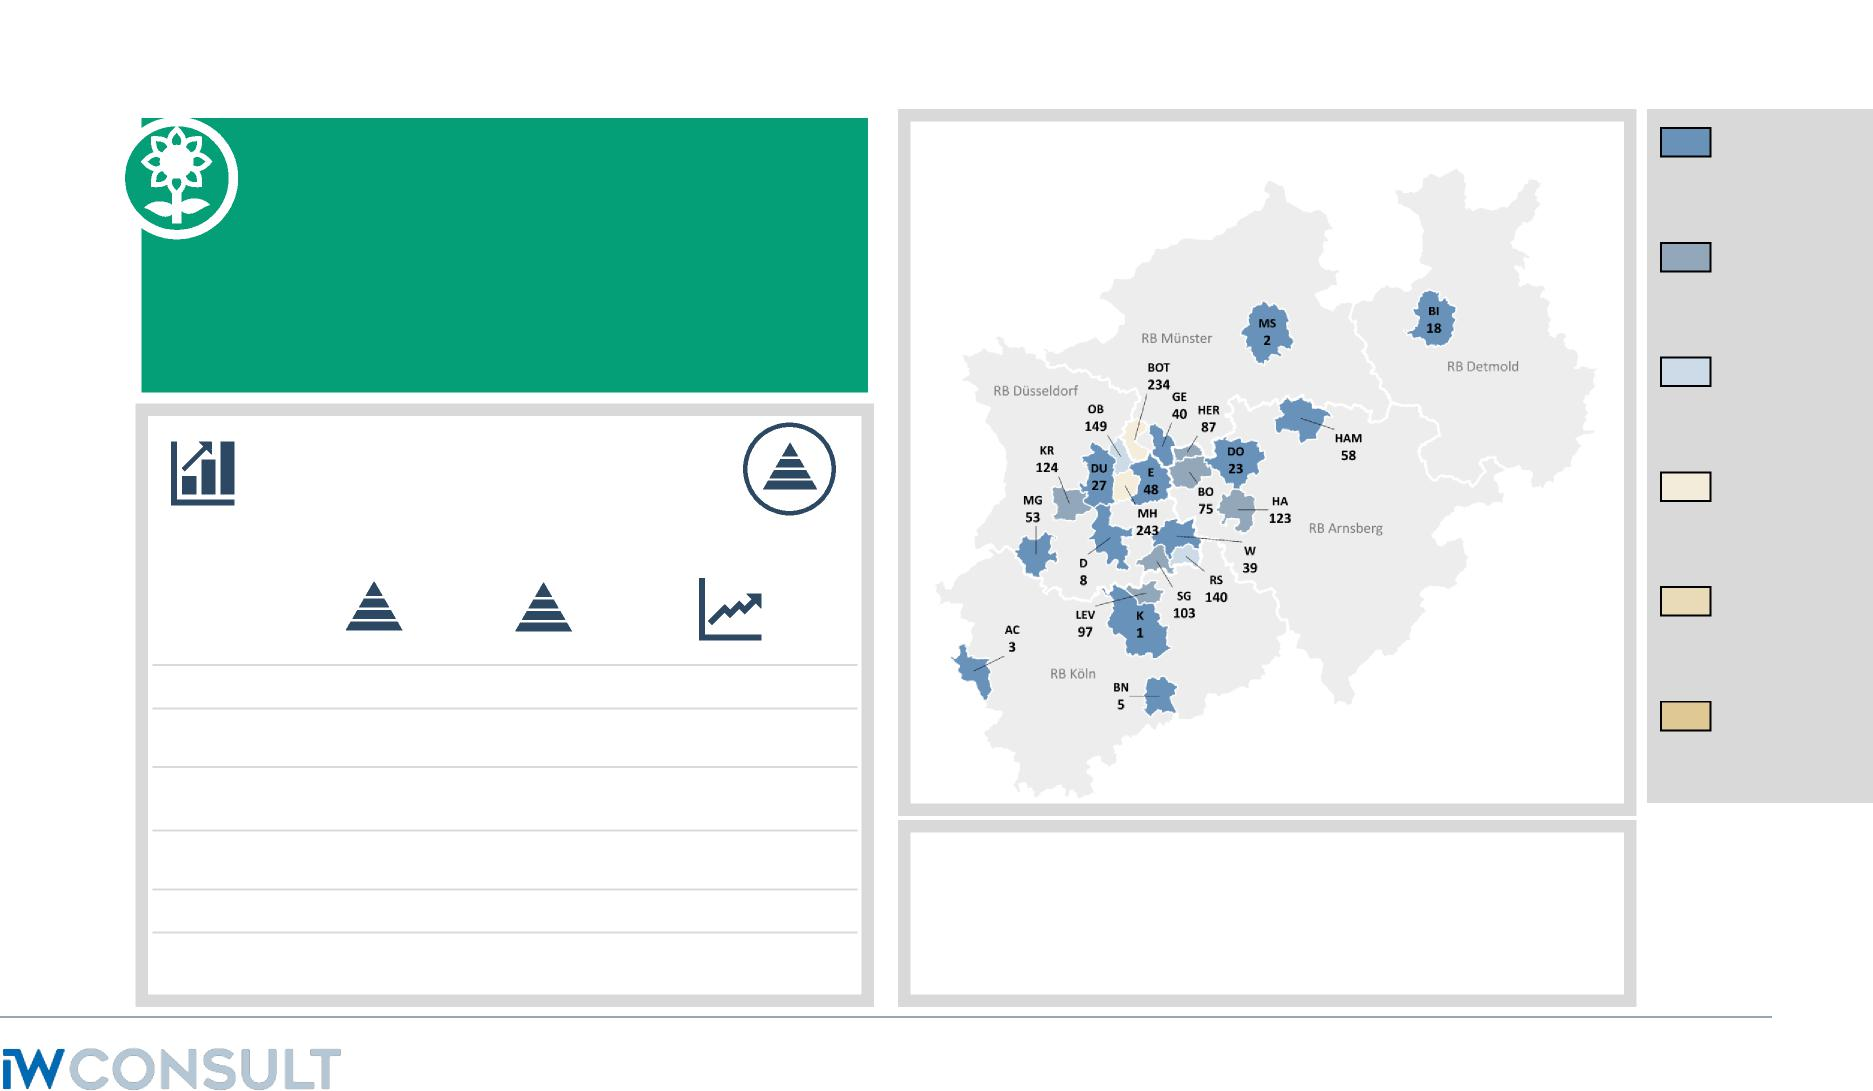 MS
2
BI
18
RB Münster
RB Detmold
BOT
234
RB Düsseldorf
GE
40
HER
87
OB
149
HAM
58
KR
124
DU
27
E
48
DO
23
MG
53
BO
75
HA
123
MH
243
RB Arnsberg
W
39
D
8
RS
140
SG
103
LEV
97
K
1
AC
3
RB Köln
BN
5
iWCONSULT